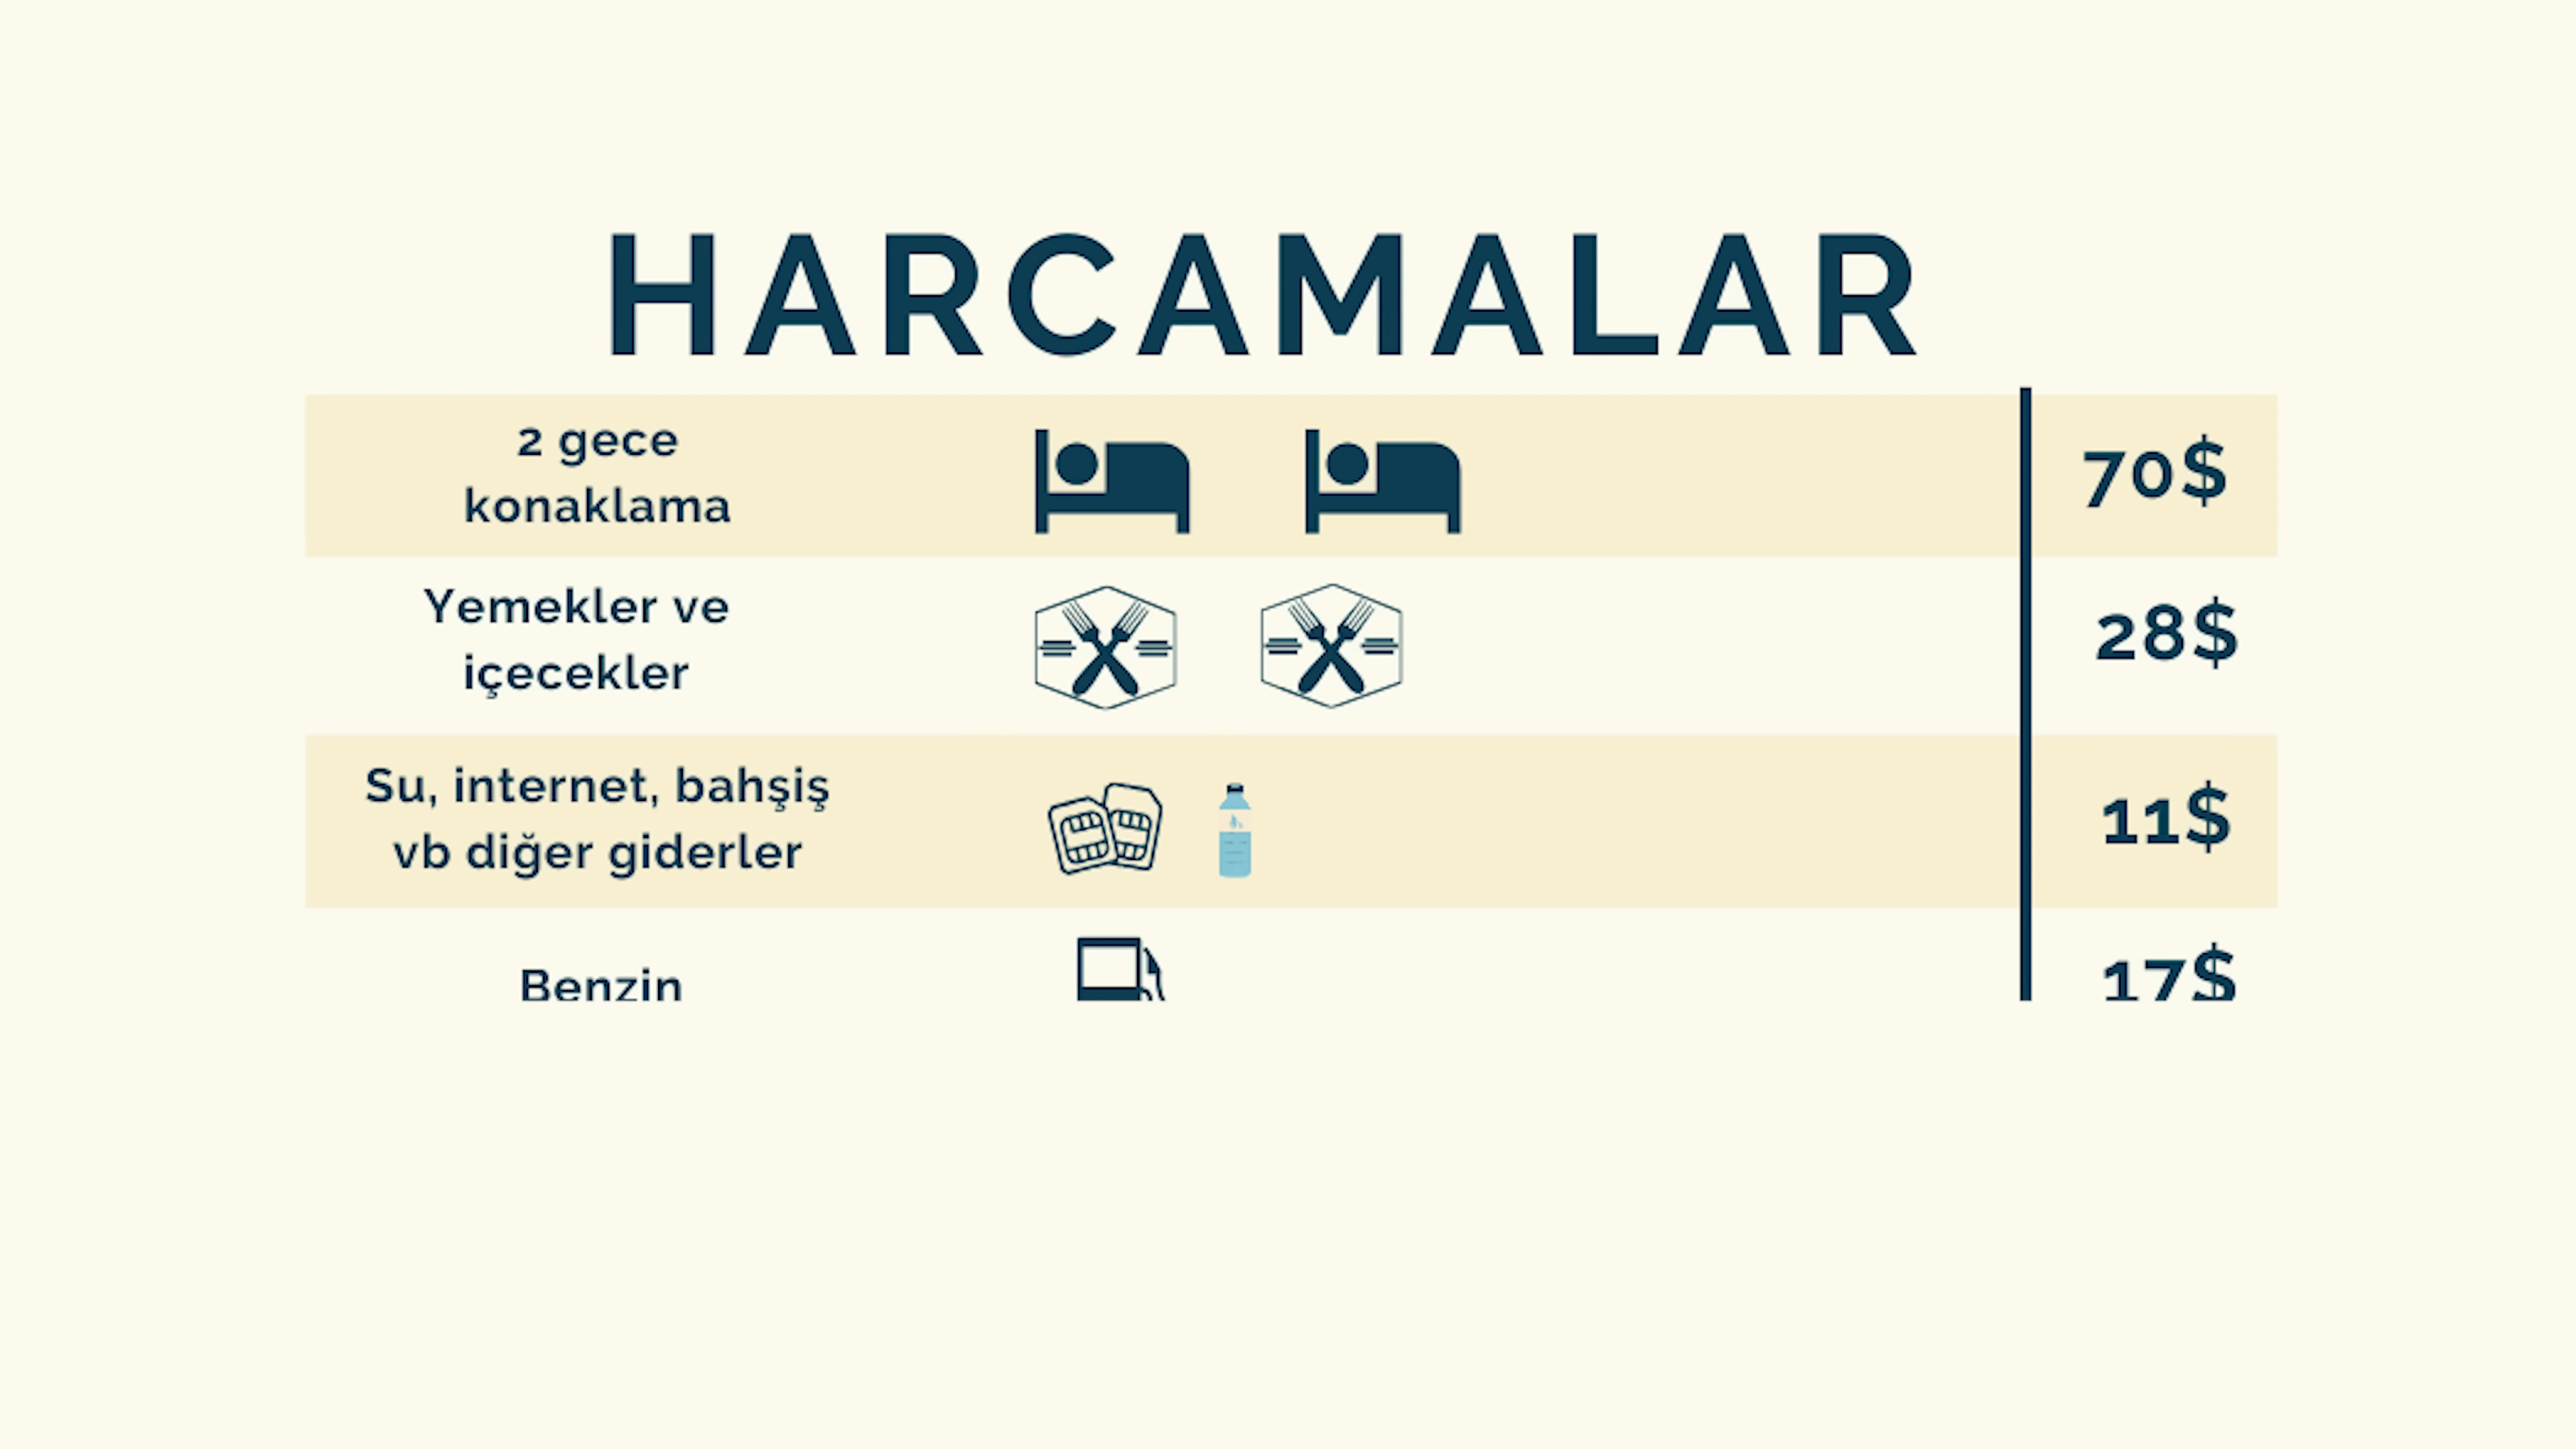 HARCAMALAR
2 gece
konaklama
70$
Yemekler ve
içecekler
28$
Su, internet, bahşiş
vb diğer giderler
11$
Benzin
17$